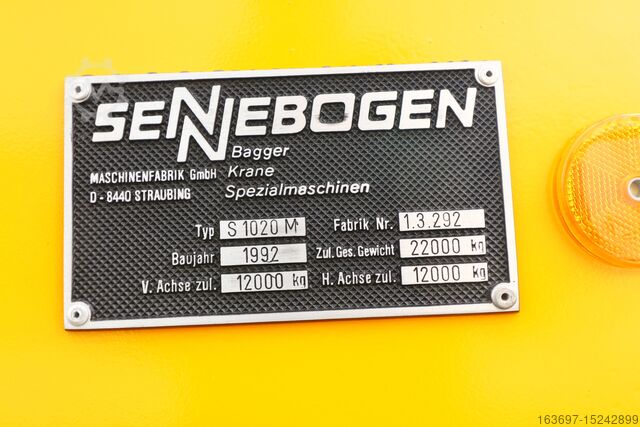 SENNEBOGEN
MASCHINENFABRIK GmbH
D - 8440 STRAUBING
Bagger
Krane
Spezialmaschinen
Typ S 1020 M Fabrik Nr. 1.3.292
Baujahr 1992 Zul. Ges. Gewicht 22000 kg
V. Achse zul. 12000 kg H. Achse zul. 12000 kg
163697-15242899